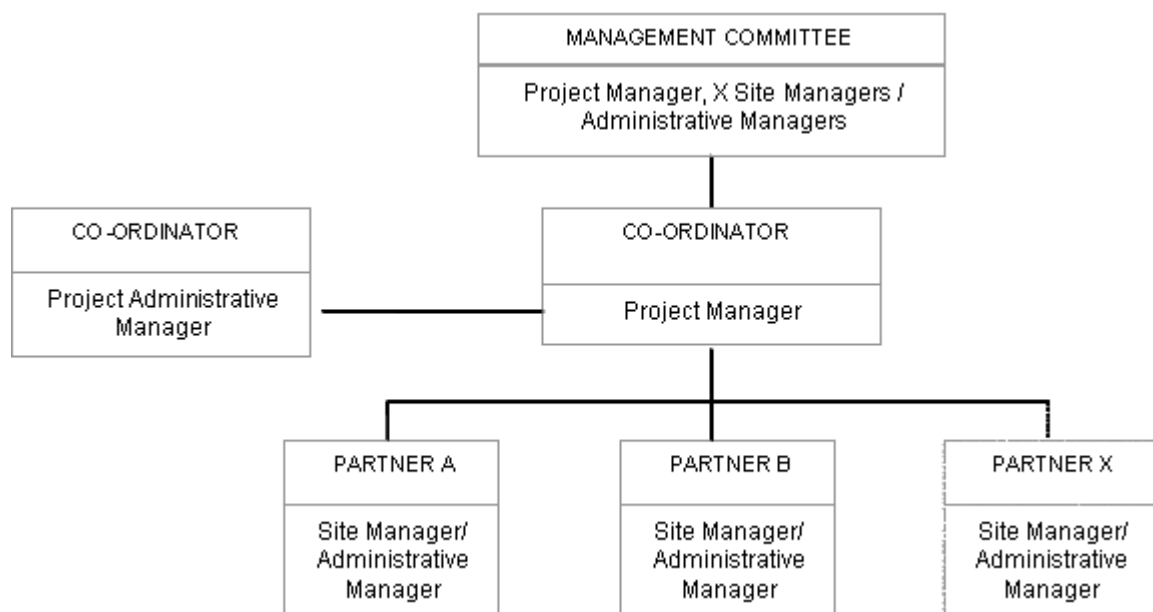 MANAGEMENT COMMITTEE
Project Manager, X Site Managers /
Administrative Managers
CO-ORDINATOR
Project Administrative
Manager
CO-ORDINATOR
Project Manager
PARTNER A
Site Manager/
Administrative
Manager
PARTNER B
Site Manager/
Administrative
Manager
PARTNER X
Site Manager/
Administrative
Manager